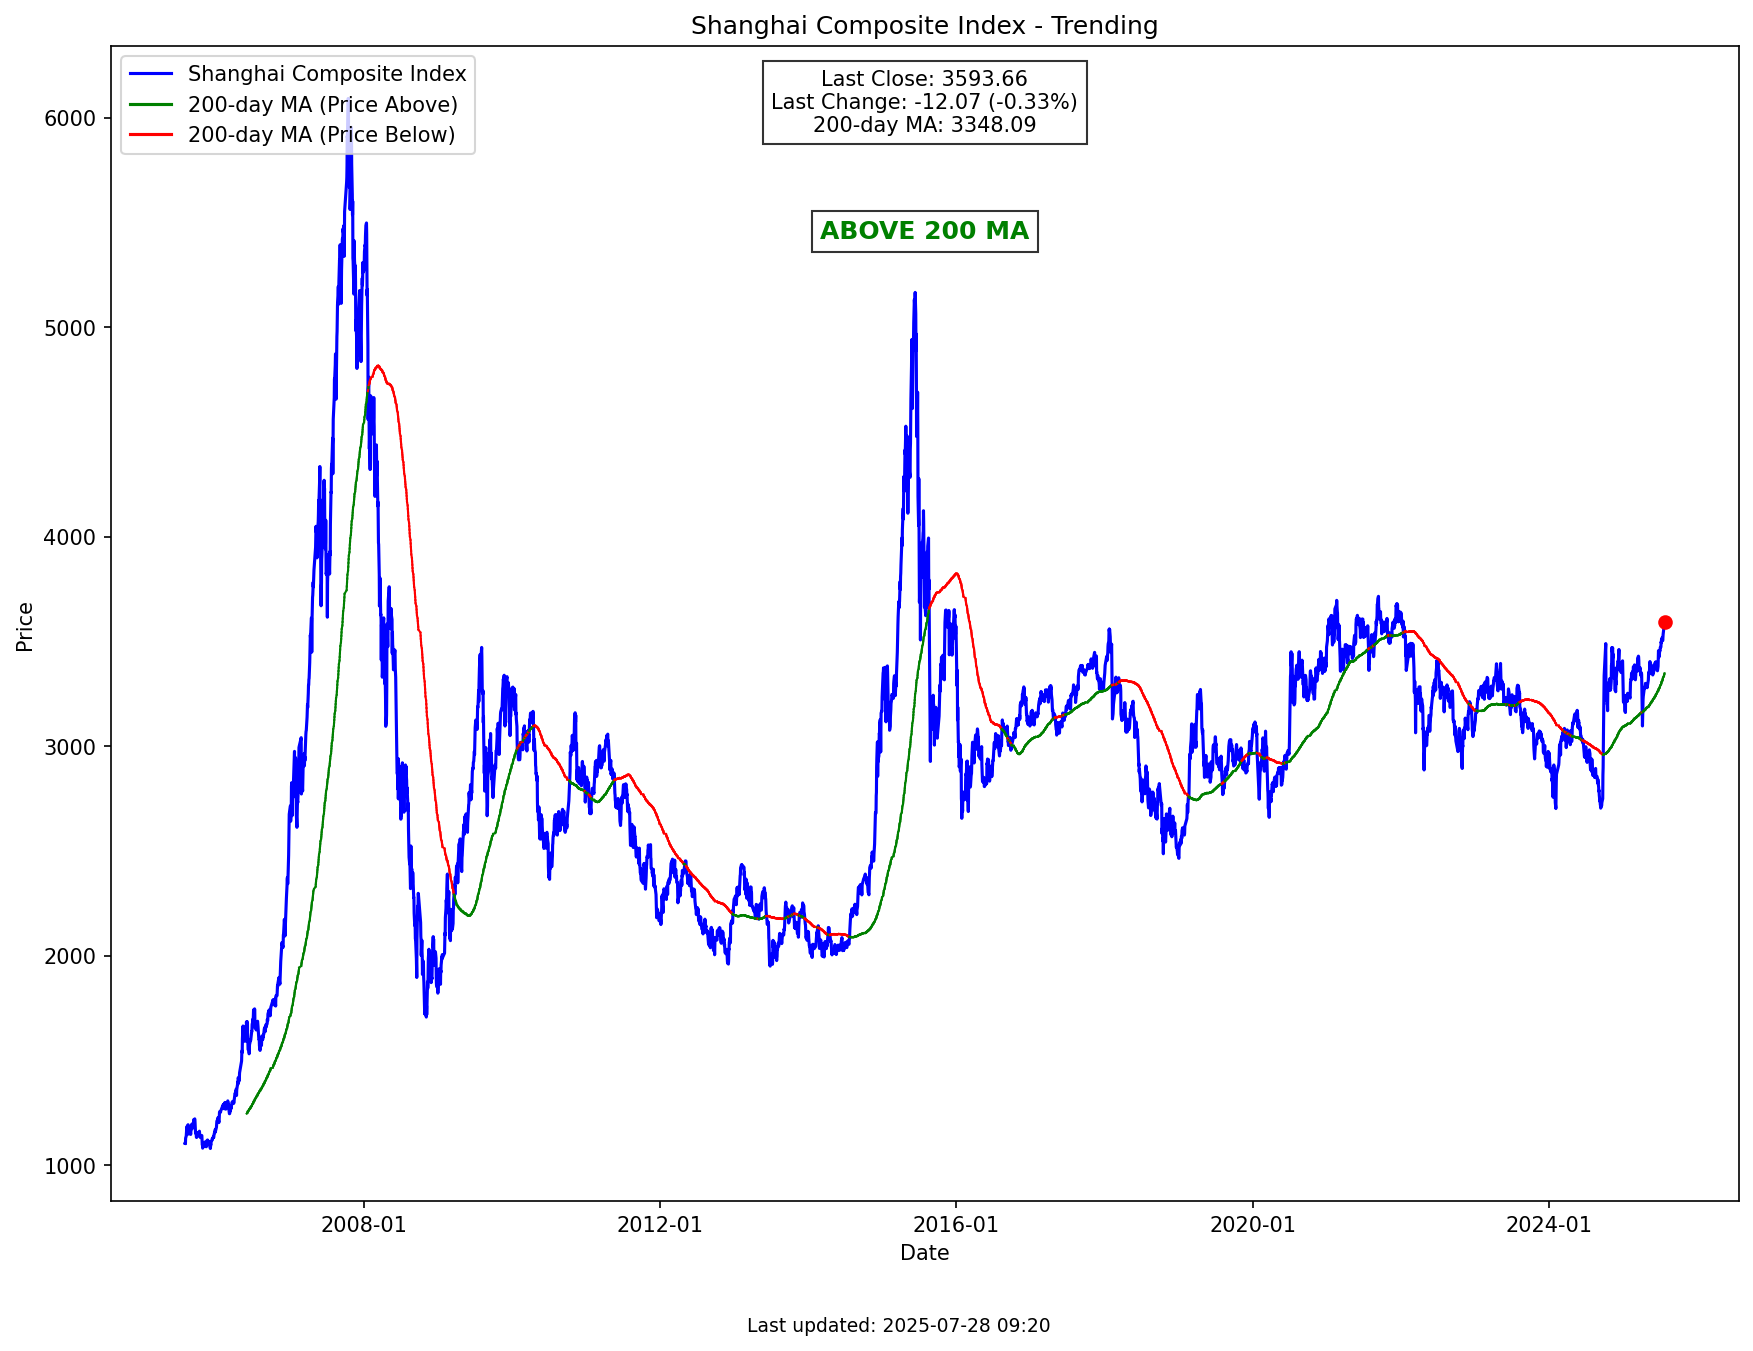 Shanghai Composite Index - Trending
Shanghai Composite Index
200-day MA (Price Above)
200-day MA (Price Below)
Last Close: 3593.66
Last Change: -12.07 (-0.33%)
200-day MA: 3348.09
ABOVE 200 MA
Price
6000
5000
4000
3000
2000
1000
2008-01
2012-01
2016-01
2020-01
2024-01
Date
Last updated: 2025-07-28 09:20